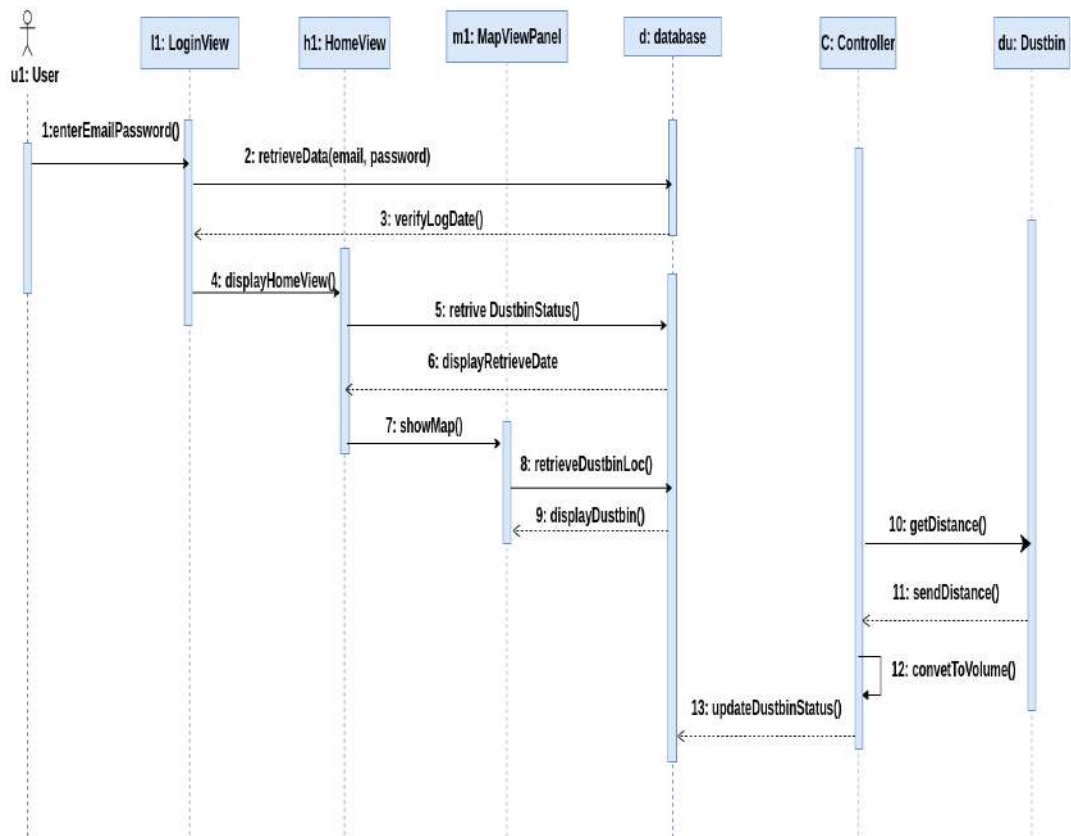 l1: LoginView
h1: HomeView
m1: MapViewPanel
d: database
C: Controller
du: Dustbin
u1: User
1:enterEmailPassword()
2: retrieveData(email, password)
3: verifyLogDate()
4: displayHomeView()
5: retrive DustbinStatus()
6: displayRetrieveDate
7: showMap()
8: retrieveDustbinLoc()
9: displayDustbin()
10: getDistance()
11: sendDistance()
12: convetToVolume()
13: updateDustbinStatus()